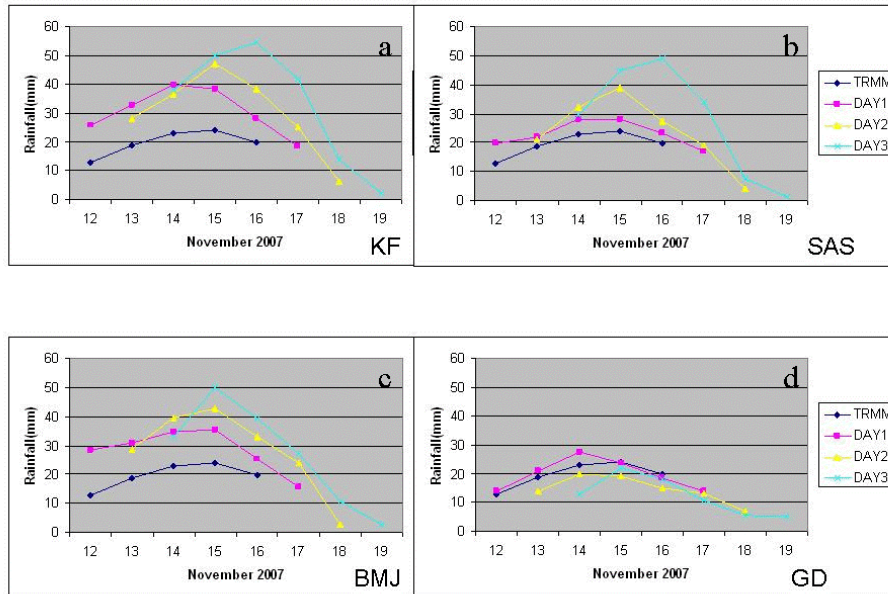 a
60
50
40
30
20
10
0
Rainfall(mm)
12 13 14 15 16 17 18 19
November 2007
KF
b
60
50
40
30
20
10
0
Rainfall(mm)
12 13 14 15 16 17 18 19
November 2007
SAS
TRMM
DAY1
DAY2
DAY3
c
60
50
40
30
20
10
0
Rainfall(mm)
12 13 14 15 16 17 18 19
November 2007
BMJ
d
60
50
40
30
20
10
0
Rainfall(mm)
12 13 14 15 16 17 18 19
November 2007
GD
TRMM
DAY1
DAY2
DAY3